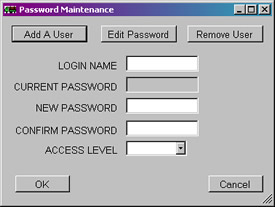 Password Maintenance
Add A User Edit Password Remove User
LOGIN NAME
CURRENT PASSWORD
NEW PASSWORD
CONFIRM PASSWORD
ACCESS LEVEL
OK Cancel